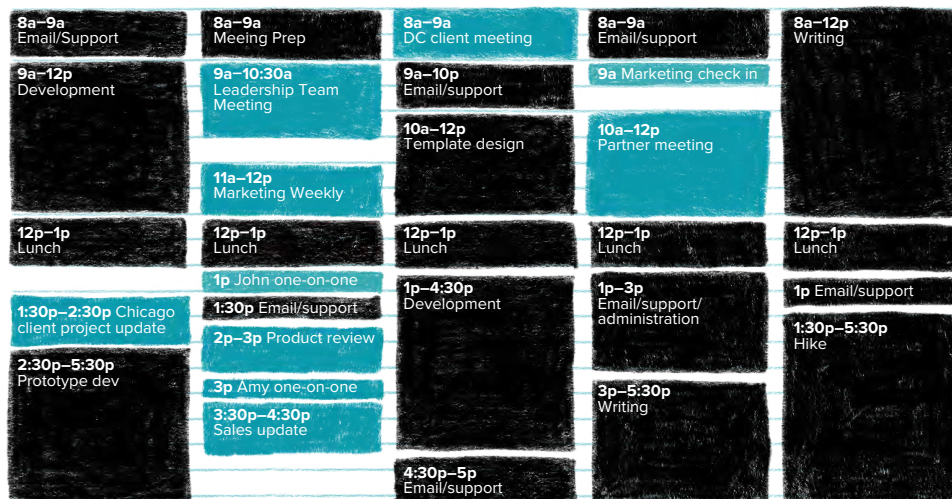 8a–9a
Email/Support
9a–12p
Development
12p–1p
Lunch
1:30p–2:30p Chicago
client project update
2:30p–5:30p
Prototype dev
8a–9a
Meeing Prep
9a–10:30a
Leadership Team
Meeting
11a–12p
Marketing Weekly
12p–1p
Lunch
1p John one-on-one
1:30p Email/support
2p–3p Product review
3p Amy one-on-one
3:30p–4:30p
Sales update
8a–9a
DC client meeting
9a–10p
Email/support
10a–12p
Template design
12p–1p
Lunch
1p–4:30p
Development
4:30p–5p
Email/support
8a–9a
Email/support
9a Marketing check in
10a–12p
Partner meeting
12p–1p
Lunch
1p–3p
Email/support/
administration
3p–5:30p
Writing
8a–12p
Writing
12p–1p
Lunch
1p Email/support
1:30p–5:30p
Hike